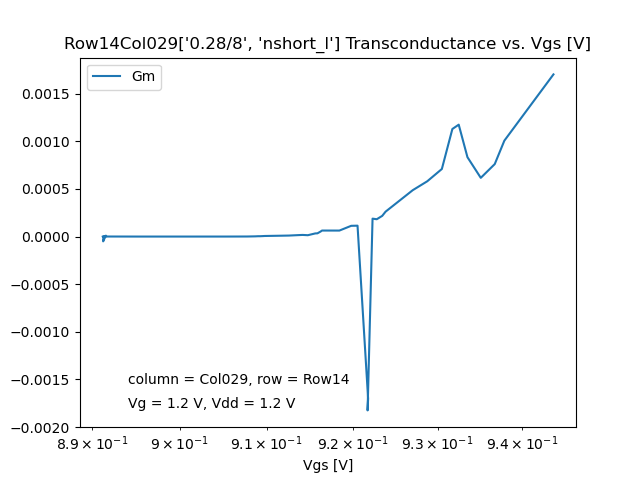 Row14Col029['0.28/8', 'nshort_l'] Transconductance vs. Vgs [V]
Gm
0.0015
0.0010
0.0005
0.0000
−0.0005
−0.0010
−0.0015
−0.0020
column = Col029, row = Row14
Vg = 1.2 V, Vdd = 1.2 V
8.9 × 10⁻¹ 9 × 10⁻¹ 9.1 × 10⁻¹ 9.2 × 10⁻¹ 9.3 × 10⁻¹ 9.4 × 10⁻¹
Vgs [V]